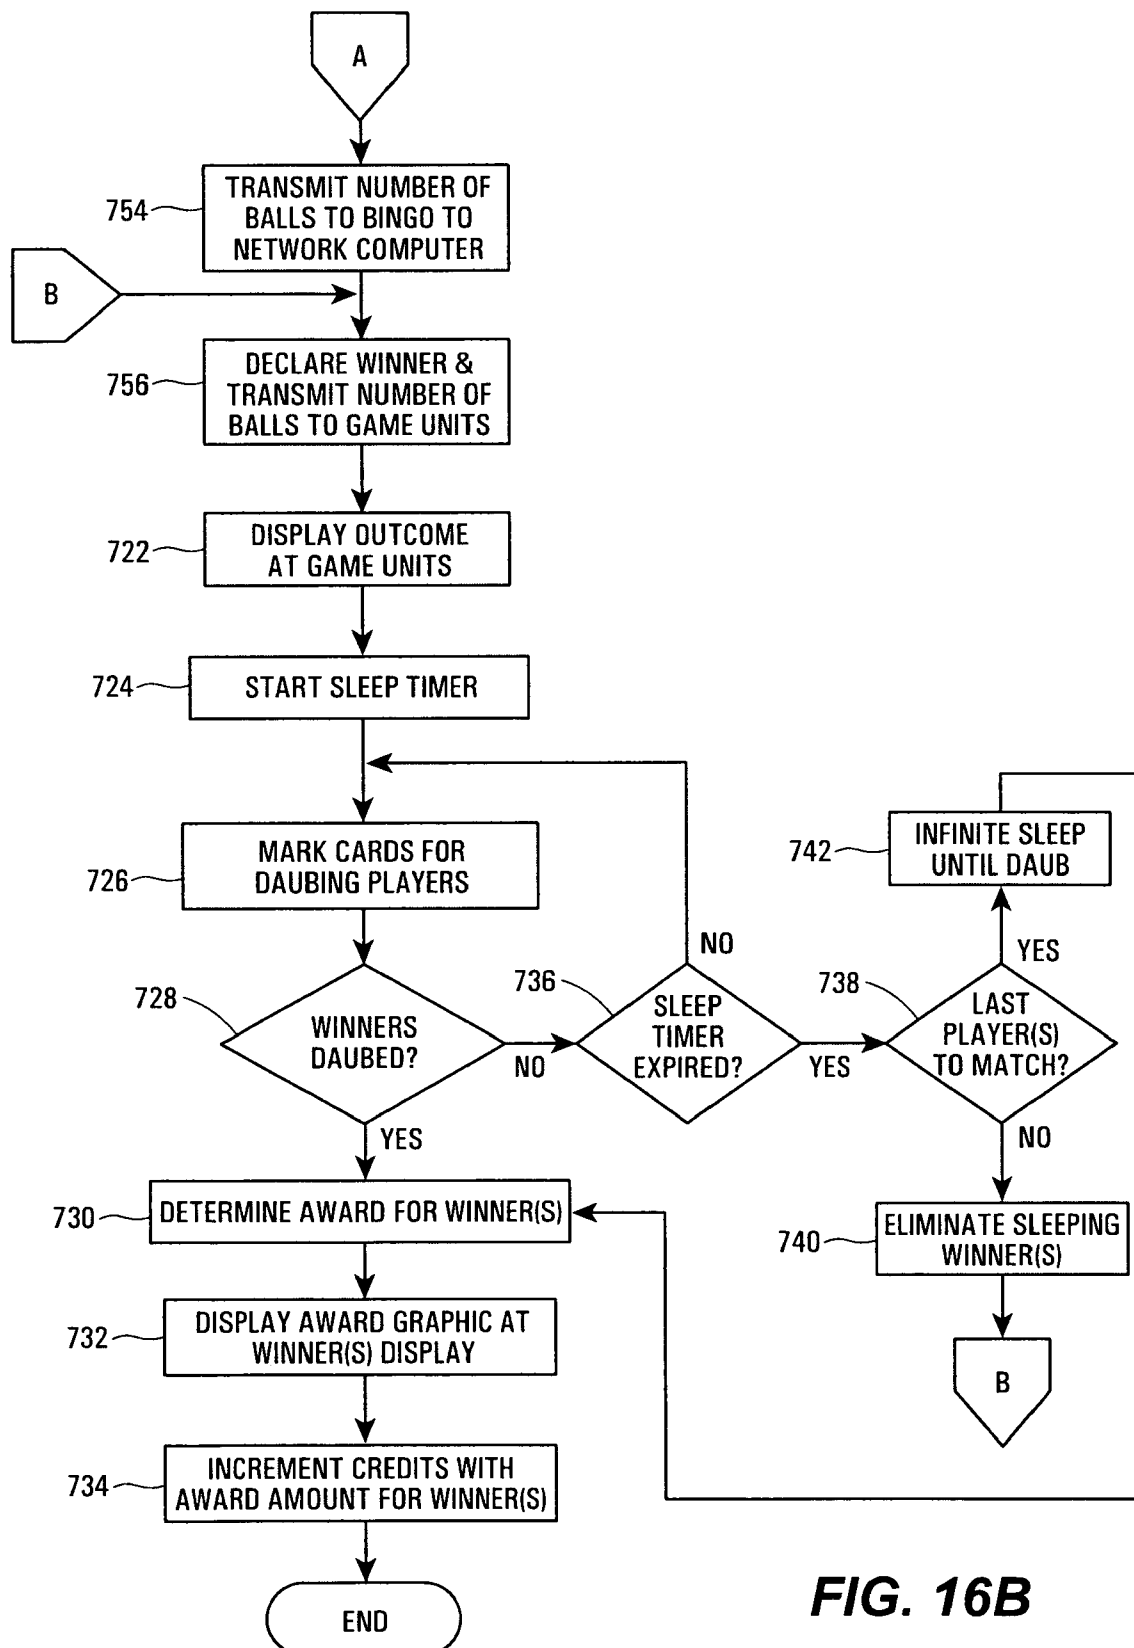 A
754
TRANSMIT NUMBER OF
BALLS TO BINGO TO
NETWORK COMPUTER
B
756
DECLARE WINNER &
TRANSMIT NUMBER OF
BALLS TO GAME UNITS
722
DISPLAY OUTCOME
AT GAME UNITS
724
START SLEEP TIMER
726
MARK CARDS FOR
DAUBING PLAYERS
742
INFINITE SLEEP
UNTIL DAUB
728
WINNERS
DAUBED?
NO
YES
736
SLEEP
TIMER
EXPIRED?
NO
YES
738
LAST
PLAYER(S)
TO MATCH?
YES
NO
730
DETERMINE AWARD FOR WINNER(S)
740
ELIMINATE SLEEPING
WINNER(S)
732
DISPLAY AWARD GRAPHIC AT
WINNER(S) DISPLAY
B
734
INCREMENT CREDITS WITH
AWARD AMOUNT FOR WINNER(S)
END
FIG. 16B